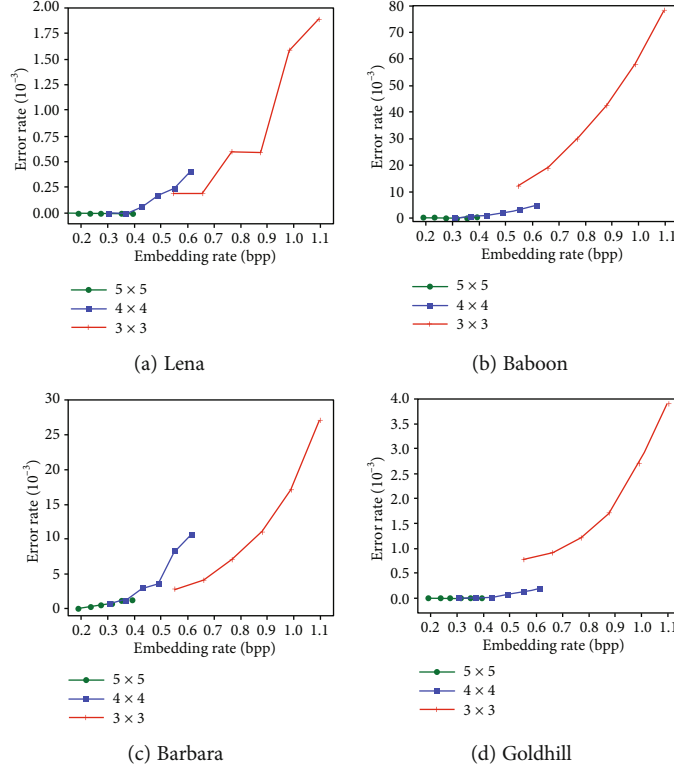 2.00
1.75
1.50
1.25
1.00
0.75
0.50
0.25
0.00
Error rate (10⁻³)
0.2 0.3 0.4 0.5 0.6 0.7 0.8 0.9 1.0 1.1
Embedding rate (bpp)
5 × 5
4 × 4
3 × 3
(a) Lena
80
70
60
50
40
30
20
10
0
Error rate (10⁻³)
0.2 0.3 0.4 0.5 0.6 0.7 0.8 0.9 1.0 1.1
Embedding rate (bpp)
5 × 5
4 × 4
3 × 3
(b) Baboon
30
25
20
15
10
5
0
Error rate (10⁻³)
0.2 0.3 0.4 0.5 0.6 0.7 0.8 0.9 1.0 1.1
Embedding rate (bpp)
5 × 5
4 × 4
3 × 3
(c) Barbara
4.0
3.5
3.0
2.5
2.0
1.5
1.0
0.5
0.0
Error rate (10⁻³)
0.2 0.3 0.4 0.5 0.6 0.7 0.8 0.9 1.0 1.1
Embedding rate (bpp)
5 × 5
4 × 4
3 × 3
(d) Goldhill